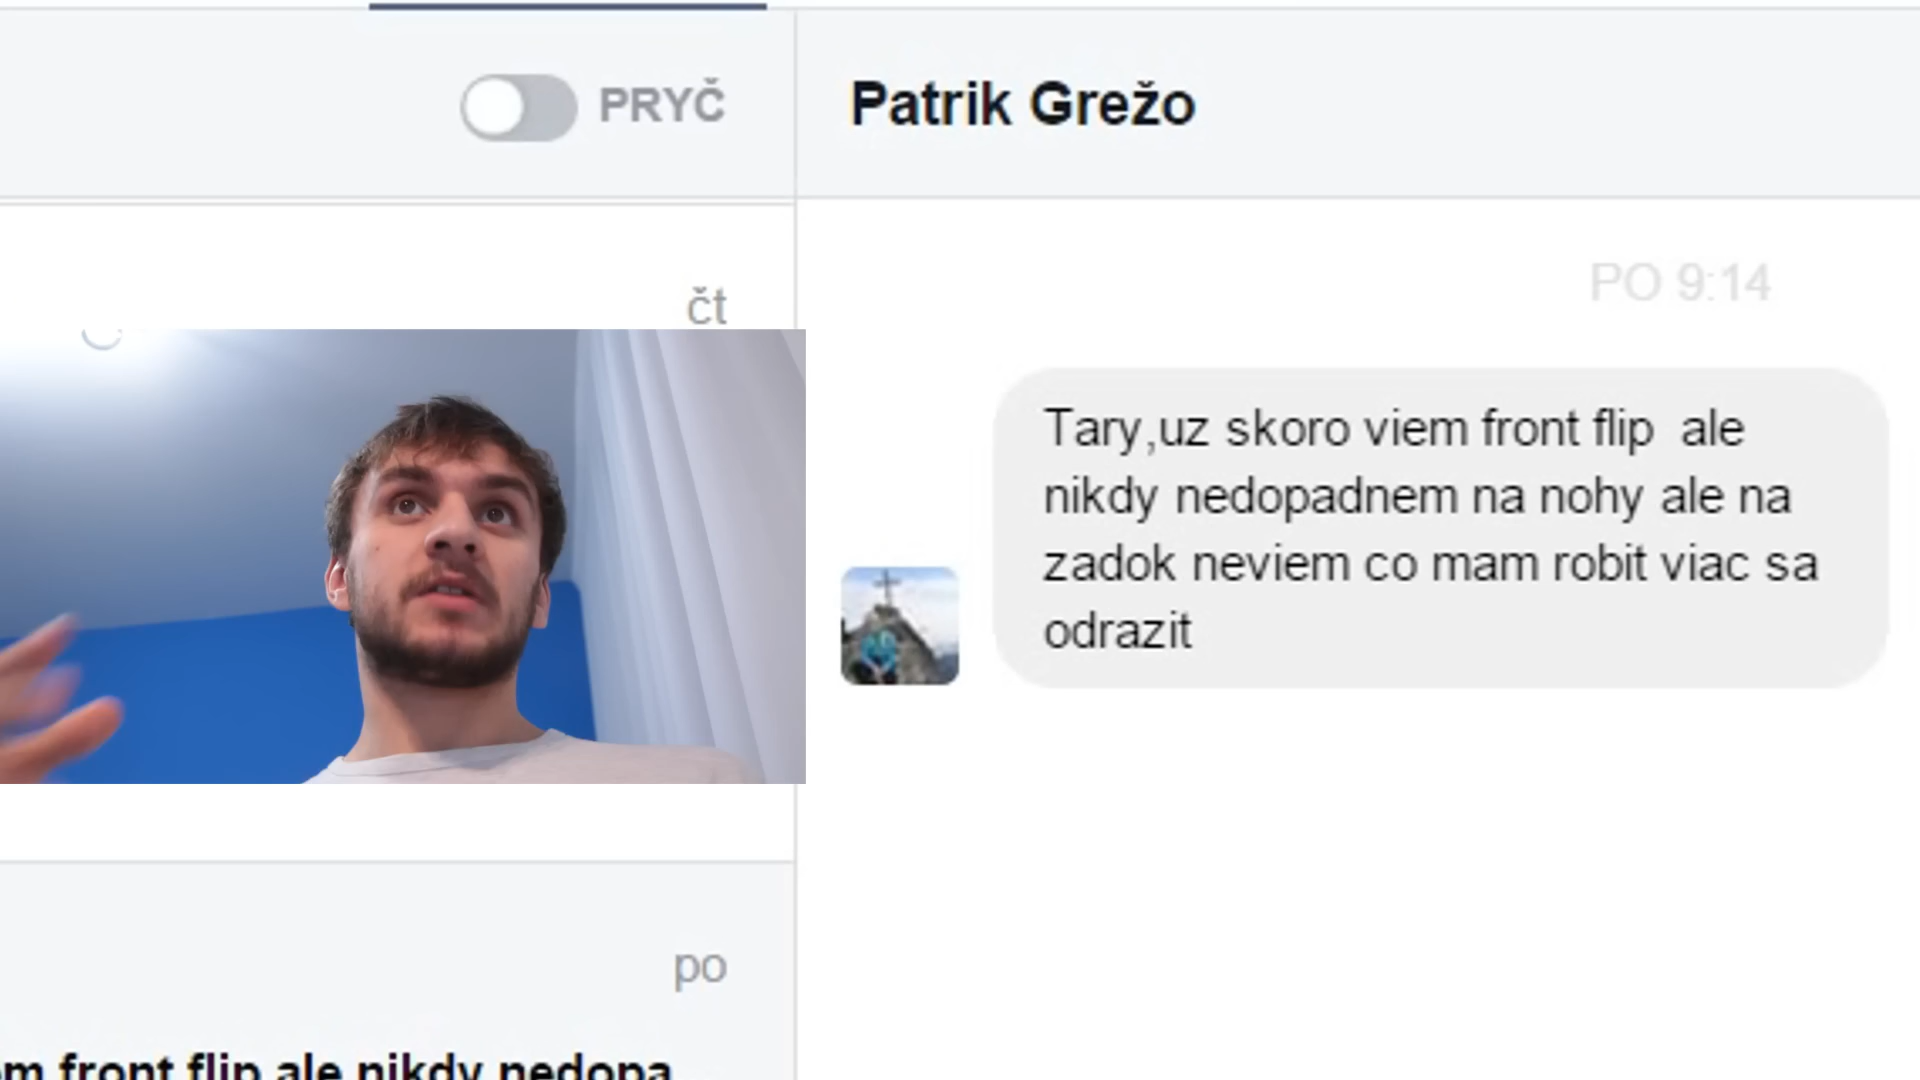 PRYČ
Patrik Grežo
čt
PO 9:14
Tary,uz skoro viem front flip ale
nikdy nedopadnem na nohy ale na
zadok neviem co mam robit viac sa
odrazit
po
front flip ale nikdy nedopa